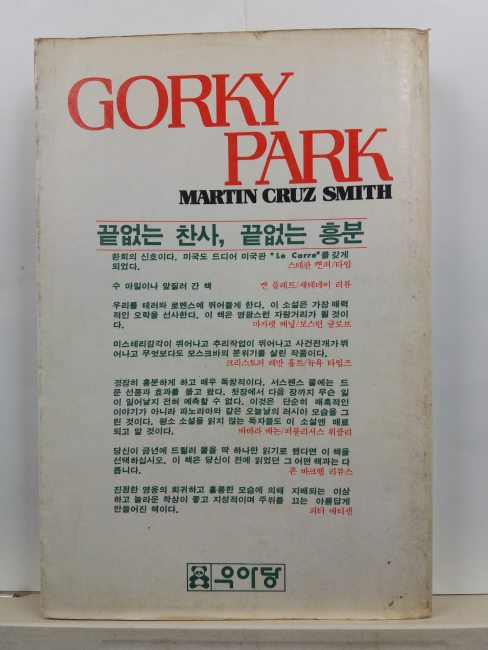 GORKY
PARK
MARTIN CRUZ SMITH
끝없는 찬사, 끝없는 흥분
환희의 신호이다. 미국도 드디어 미국판 "Le Carre"를 갖게
되었다. 스테판 캔퍼/타임
수 마일이나 앞질러 간 책 켄 폴레트/새터데이 리뷰
우리를 테러와 로멘스에 뛰어들게 한다. 이 소설은 가장 매력
적인 오락을 선사한다. 이 책은 영광스런 자랑거리가 될 것이
다. 마가렛 매닝/보스턴 글로브
미스테리감각이 뛰어나고 추리작업이 뛰어나고 사건전개가 뛰
어나고 무엇보다도 모스크바의 분위기를 살린 작품이다.
크리스토퍼 레만 홀드/뉴욕 타임즈
굉장히 흥분하게 하고 매우 독창적이다. 서스펜스 물에는 드
문 선풍과 효과를 몰고 왔다. 첫장에서 다음 장까지 무슨 일
이 일어날지 전혀 예측할 수 없다. 이것은 단순히 매혹적인
이야기가 아니라 파노라마와 같은 오늘날의 러시아 모습을 그
린 것이다. 평소 소설을 읽지 않는 독자들도 이 소설엔 매료
되고 말 것이다. 바바라 배논/퍼블리셔스 위클리
당신이 금년에 드릴러 물을 딱 하나만 읽기로 했다면 이 책을
선택하십시오. 이 책은 당신이 전에 읽었던 그 어떤 책과는 다
릅니다. 존 바크햄 리뷰스
진정한 영웅의 희귀하고 훌륭한 모습에 의해 지배되는 이상
하고 놀라운 착상이 좋고 지성적이며 주위를 끄는 아름답게
만들어진 책이다. 피터 매티센
우아당